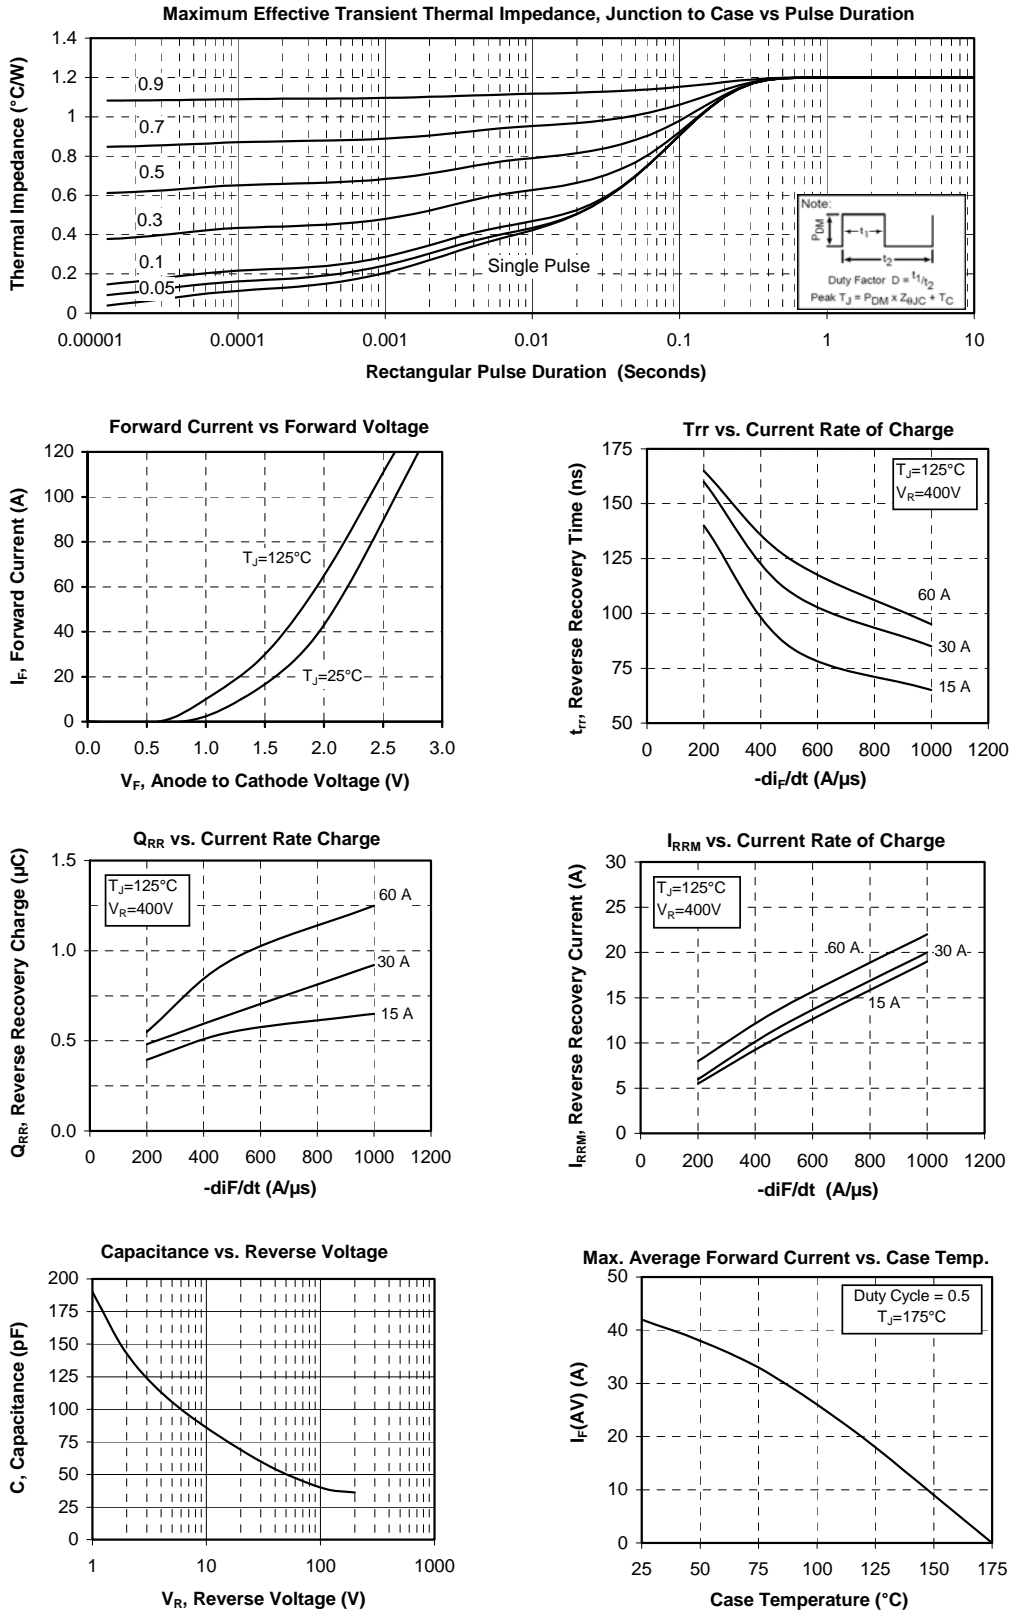 Maximum Effective Transient Thermal Impedance, Junction to Case vs Pulse Duration
Thermal Impedance (°C/W)
1.4
1.2
1
0.8
0.6
0.4
0.2
0
0.9
0.7
0.5
0.3
0.1
0.05
Single Pulse
Note:
PDM
t1
t2
Duty Factor D = t1/t2
Peak TJ = PDM x ZθJC + TC
0.00001 0.0001 0.001 0.01 0.1 1 10
Rectangular Pulse Duration (Seconds)
Forward Current vs Forward Voltage
IF, Forward Current (A)
120
100
80
60
40
20
0
TJ=125°C
TJ=25°C
0.0 0.5 1.0 1.5 2.0 2.5 3.0
VF, Anode to Cathode Voltage (V)
Trr vs. Current Rate of Charge
trr, Reverse Recovery Time (ns)
175
150
125
100
75
50
TJ=125°C
VR=400V
60 A
30 A
15 A
0 200 400 600 800 1000 1200
-diF/dt (A/µs)
QRR vs. Current Rate Charge
QRR, Reverse Recovery Charge (µC)
1.5
1.0
0.5
0.0
TJ=125°C
VR=400V
60 A
30 A
15 A
0 200 400 600 800 1000 1200
-diF/dt (A/µs)
IRRM vs. Current Rate of Charge
IRRM, Reverse Recovery Current (A)
30
25
20
15
10
5
0
TJ=125°C
VR=400V
60 A
30 A
15 A
0 200 400 600 800 1000 1200
-diF/dt (A/µs)
Capacitance vs. Reverse Voltage
C, Capacitance (pF)
200
175
150
125
100
75
50
25
0
1 10 100 1000
VR, Reverse Voltage (V)
Max. Average Forward Current vs. Case Temp.
IF(AV) (A)
50
40
30
20
10
0
Duty Cycle = 0.5
TJ=175°C
25 50 75 100 125 150 175
Case Temperature (°C)